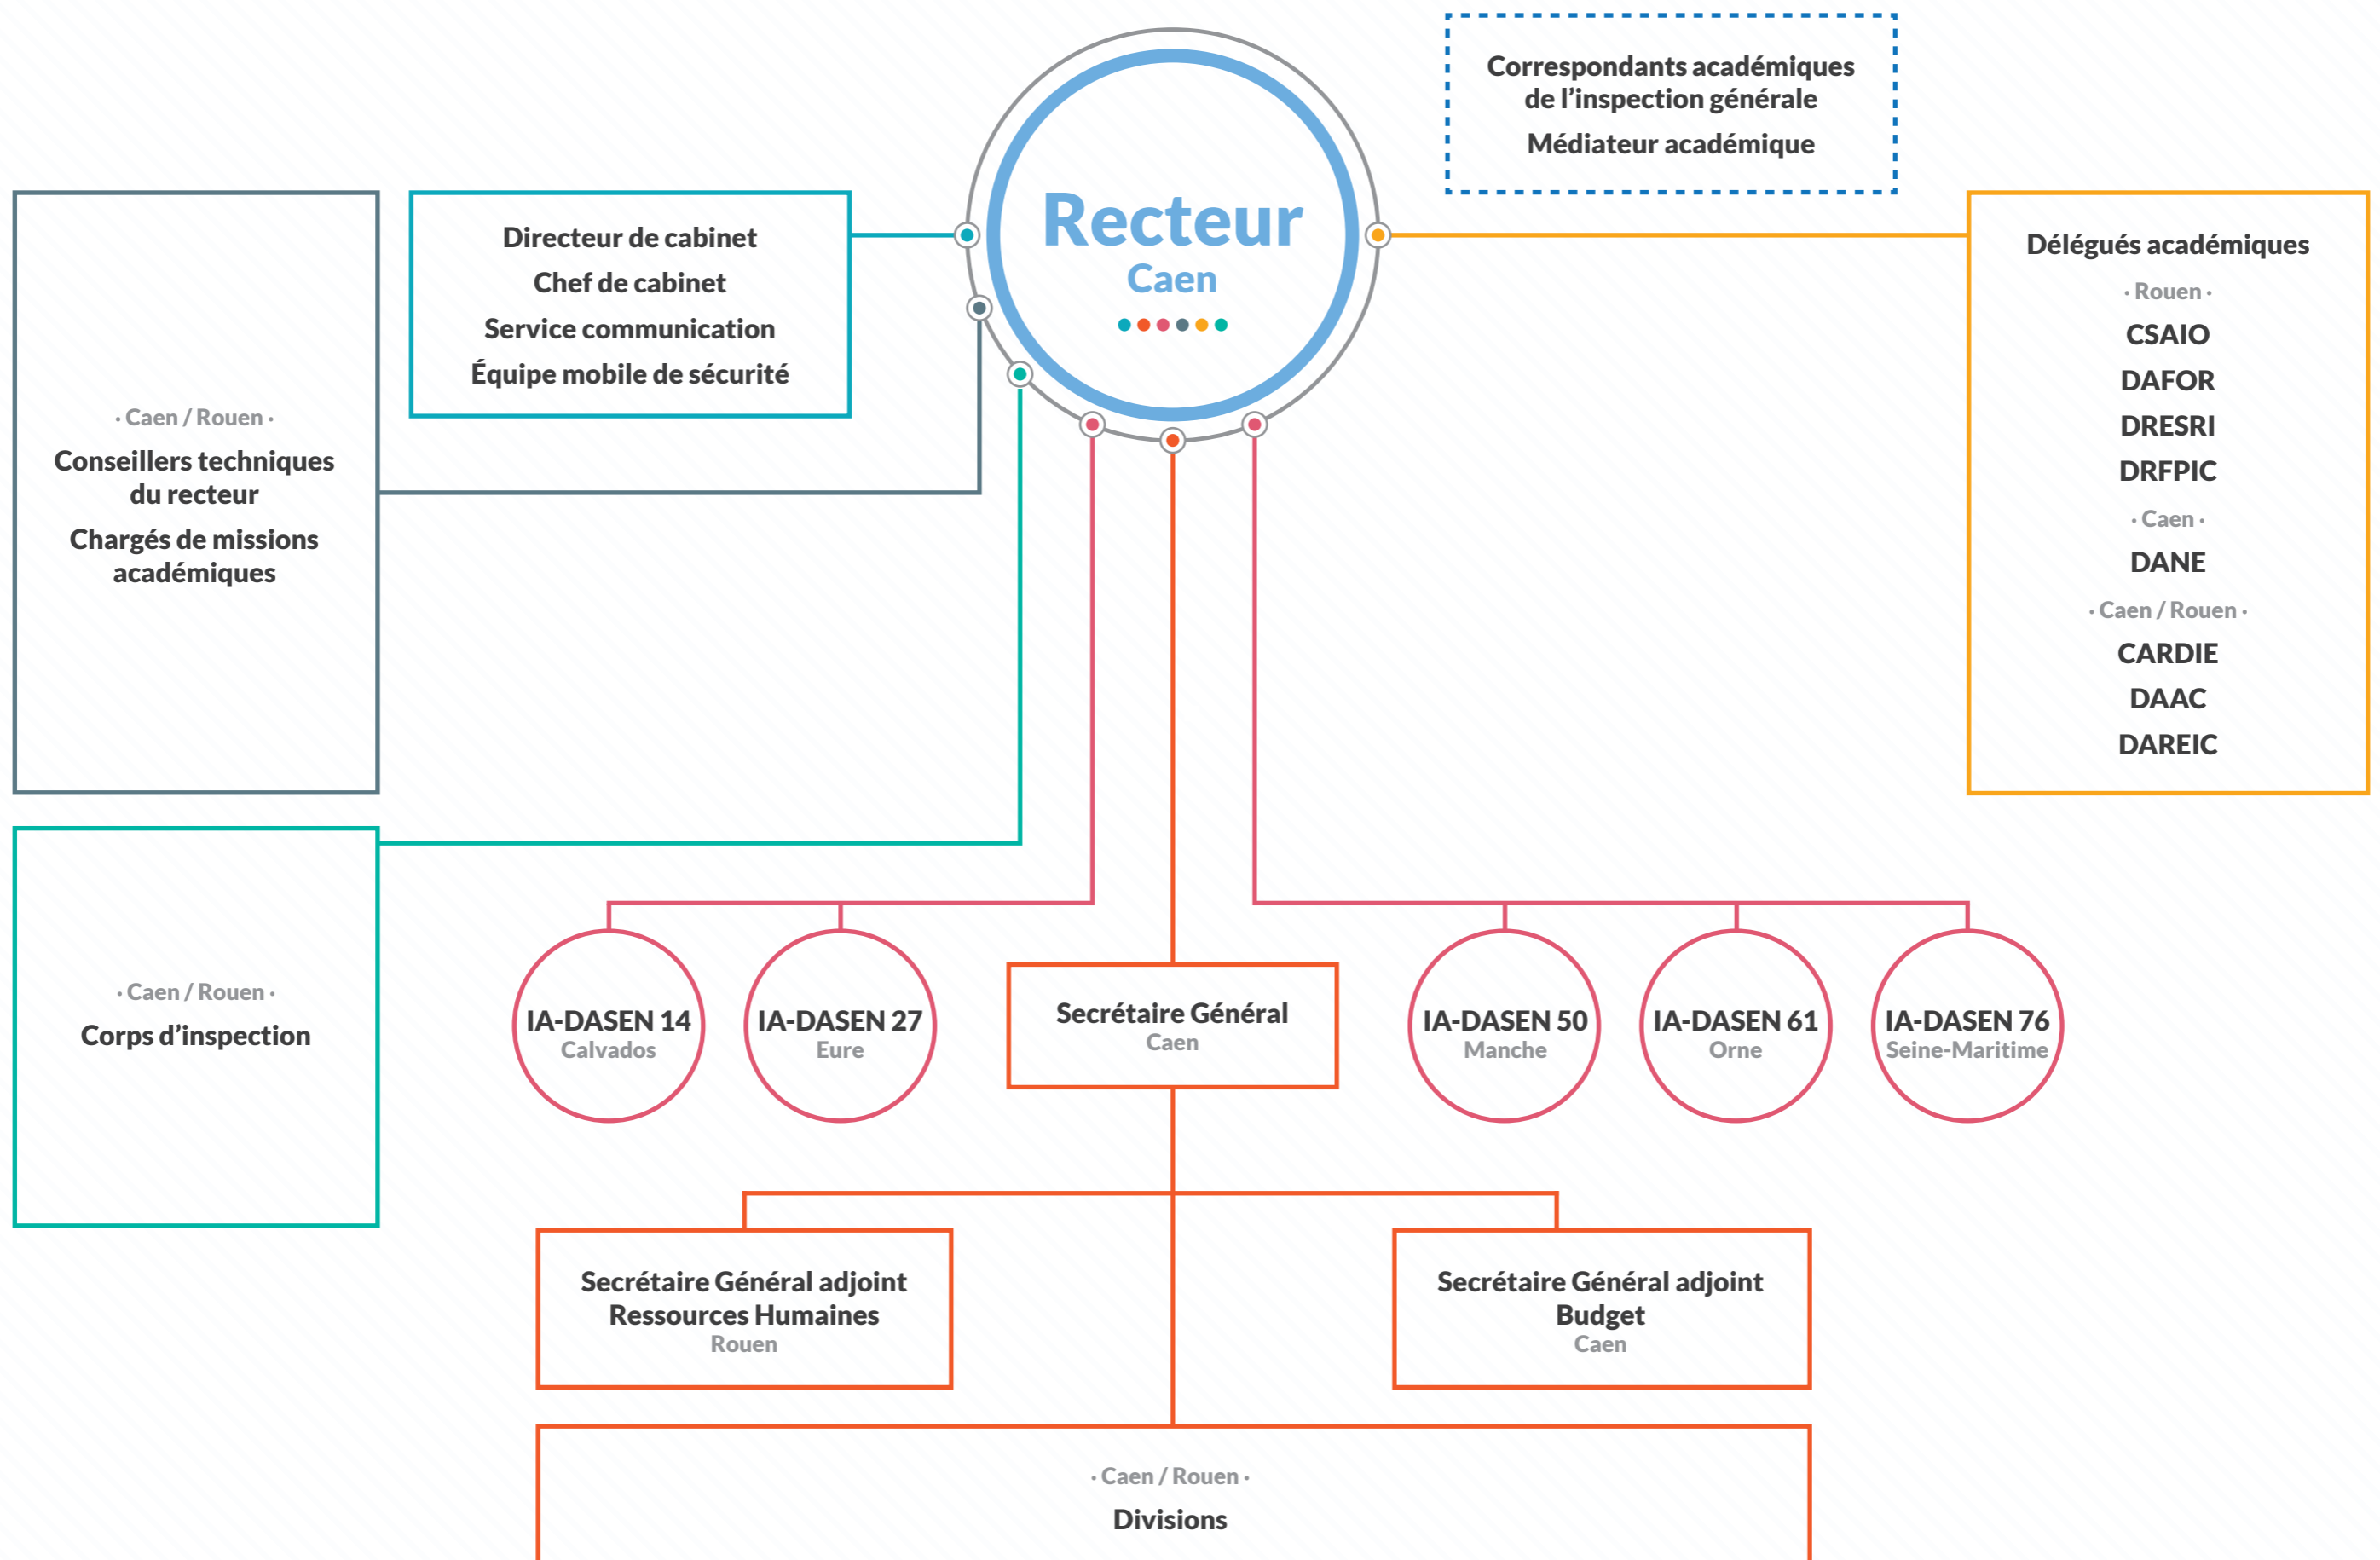 Correspondants académiques
de l’inspection générale
Médiateur académique
Recteur
Caen
Directeur de cabinet
Chef de cabinet
Service communication
Équipe mobile de sécurité
· Caen / Rouen ·
Conseillers techniques
du recteur
Chargés de missions
académiques
Délégués académiques
· Rouen ·
CSAIO
DAFOR
DRESRI
DRFPIC
· Caen ·
DANE
· Caen / Rouen ·
CARDIE
DAAC
DAREIC
· Caen / Rouen ·
Corps d’inspection
IA-DASEN 14
Calvados
IA-DASEN 27
Eure
Secrétaire Général
Caen
IA-DASEN 50
Manche
IA-DASEN 61
Orne
IA-DASEN 76
Seine-Maritime
Secrétaire Général adjoint
Ressources Humaines
Rouen
Secrétaire Général adjoint
Budget
Caen
· Caen / Rouen ·
Divisions